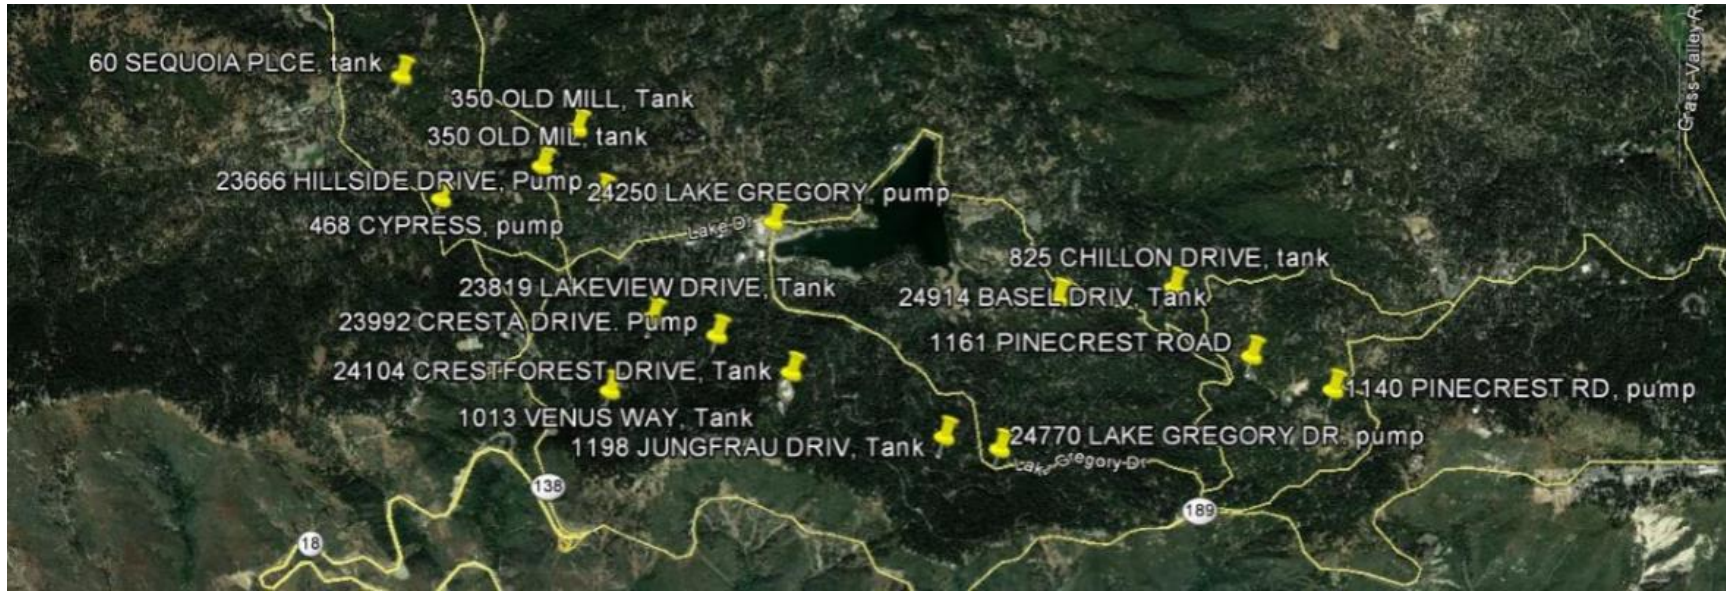 60 SEQUOIA PLCE, tank
350 OLD MILL, Tank
350 OLD MIL, tank
23666 HILLSIDE DRIVE, Pump
24250 LAKE GREGORY, pump
468 CYPRESS, pump
Lake Dr
Grass-Valley-R
825 CHILLON DRIVE, tank
23819 LAKEVIEW DRIVE, Tank
24914 BASEL DRIV, Tank
23992 CRESTA DRIVE. Pump
1161 PINECREST ROAD
24104 CRESTFOREST DRIVE, Tank
1140 PINECREST RD, pump
1013 VENUS WAY, Tank
1198 JUNGFRAU DRIV, Tank
24770 LAKE GREGORY DR. pump
Lake Gregory Dr
138
189
18